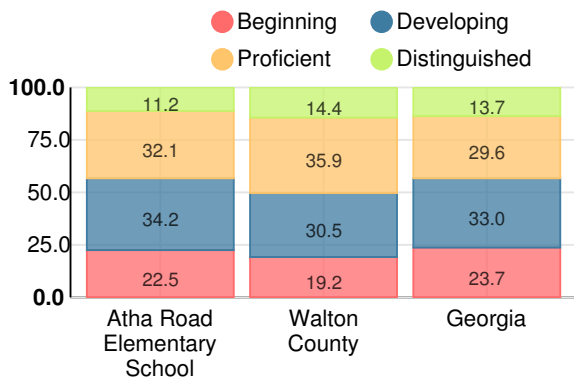 Beginning
Developing
Proficient
Distinguished
100.0
75.0
50.0
25.0
0.0
11.2
14.4
13.7
32.1
35.9
29.6
34.2
30.5
33.0
22.5
19.2
23.7
Atha Road
Elementary
School
Walton
County
Georgia